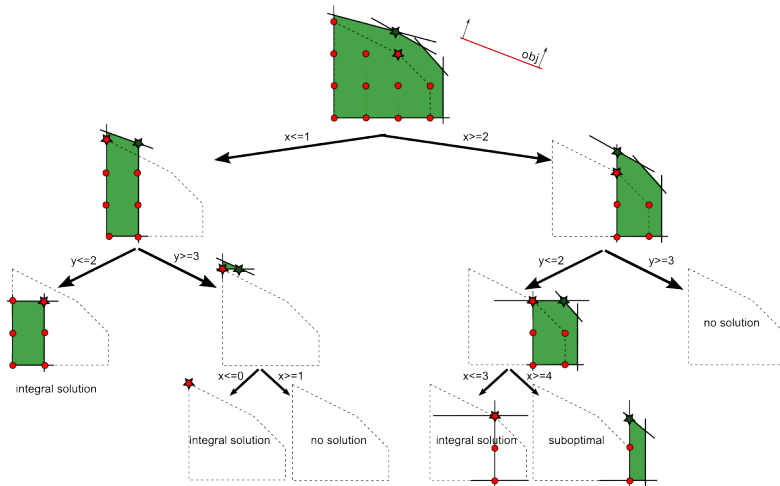 obj
x<=1
x>=2
y<=2
y>=3
y<=2
y>=3
no solution
integral solution
x<=0
x>=1
x<=3
x>=4
integral solution
no solution
integral solution
suboptimal